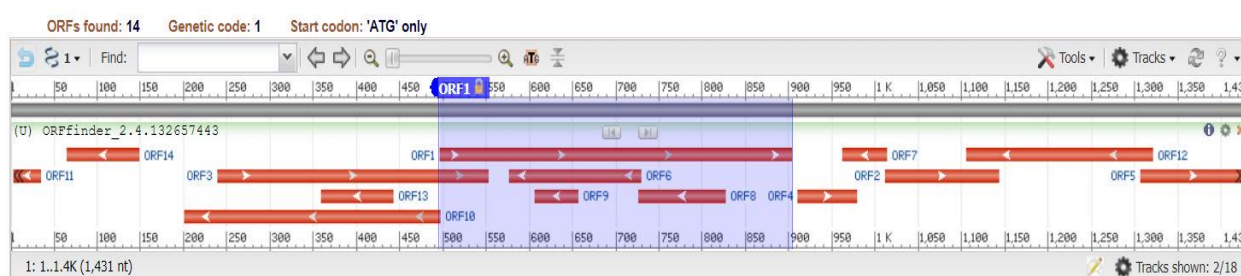 ORFs found: 14 Genetic code: 1 Start codon: 'ATG' only
1 Find: ATG Tools Tracks ?
1 50 100 150 200 250 300 350 400 450 ORF1 550 600 650 700 750 800 850 900 950 1 K 1,050 1,100 1,150 1,200 1,250 1,300 1,350 1,43
(U) ORFfinder_2.4.132657443
ORF14 ORF1 ORF7 ORF12
ORF11 ORF3 ORF6 ORF2 ORF5
ORF13 ORF9 ORF8 ORF4
ORF10
1 50 100 150 200 250 300 350 400 450 500 550 600 650 700 750 800 850 900 950 1 K 1,050 1,100 1,150 1,200 1,250 1,300 1,350 1,43
1: 1..1.4K (1,431 nt) Tracks shown: 2/18